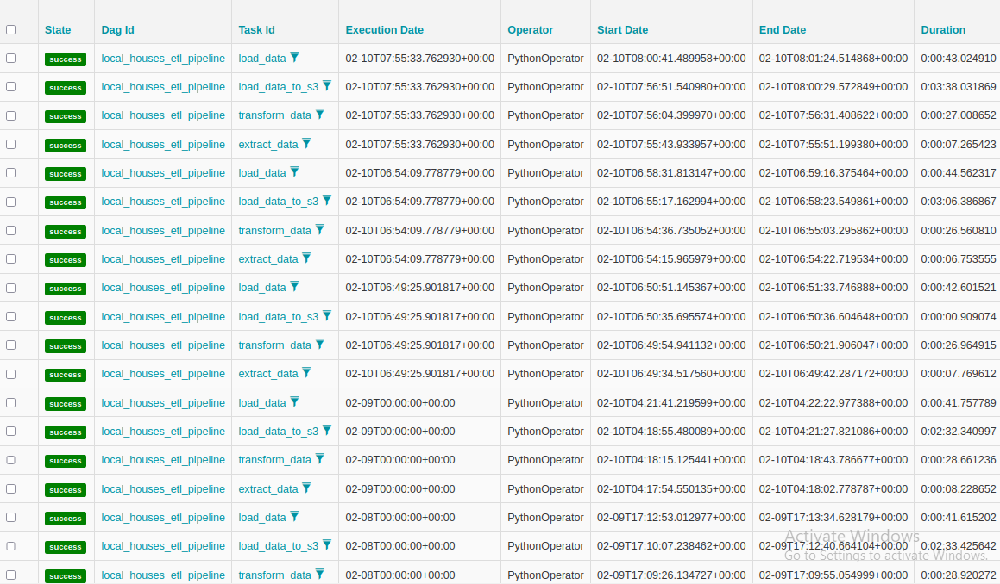 State Dag Id Task Id Execution Date Operator Start Date End Date Duration
success local_houses_etl_pipeline load_data 02-10T07:55:33.762930+00:00 PythonOperator 02-10T08:00:41.489958+00:00 02-10T08:01:24.514868+00:00 0:00:43.024910
success local_houses_etl_pipeline load_data_to_s3 02-10T07:55:33.762930+00:00 PythonOperator 02-10T07:56:51.540980+00:00 02-10T08:00:29.572849+00:00 0:03:38.031869
success local_houses_etl_pipeline transform_data 02-10T07:55:33.762930+00:00 PythonOperator 02-10T07:56:04.399970+00:00 02-10T07:56:31.408622+00:00 0:00:27.008652
success local_houses_etl_pipeline extract_data 02-10T07:55:33.762930+00:00 PythonOperator 02-10T07:55:43.933957+00:00 02-10T07:55:51.199380+00:00 0:00:07.265423
success local_houses_etl_pipeline load_data 02-10T06:54:09.778779+00:00 PythonOperator 02-10T06:58:31.813147+00:00 02-10T06:59:16.375464+00:00 0:00:44.562317
success local_houses_etl_pipeline load_data_to_s3 02-10T06:54:09.778779+00:00 PythonOperator 02-10T06:55:17.162994+00:00 02-10T06:58:23.549861+00:00 0:03:06.386867
success local_houses_etl_pipeline transform_data 02-10T06:54:09.778779+00:00 PythonOperator 02-10T06:54:36.735052+00:00 02-10T06:55:03.295862+00:00 0:00:26.560810
success local_houses_etl_pipeline extract_data 02-10T06:54:09.778779+00:00 PythonOperator 02-10T06:54:15.965979+00:00 02-10T06:54:22.719534+00:00 0:00:06.753555
success local_houses_etl_pipeline load_data 02-10T06:49:25.901817+00:00 PythonOperator 02-10T06:50:51.145367+00:00 02-10T06:51:33.746888+00:00 0:00:42.601521
success local_houses_etl_pipeline load_data_to_s3 02-10T06:49:25.901817+00:00 PythonOperator 02-10T06:50:35.695574+00:00 02-10T06:50:36.604648+00:00 0:00:00.909074
success local_houses_etl_pipeline transform_data 02-10T06:49:25.901817+00:00 PythonOperator 02-10T06:49:54.941132+00:00 02-10T06:50:21.906047+00:00 0:00:26.964915
success local_houses_etl_pipeline extract_data 02-10T06:49:25.901817+00:00 PythonOperator 02-10T06:49:34.517560+00:00 02-10T06:49:42.287172+00:00 0:00:07.769612
success local_houses_etl_pipeline load_data 02-09T00:00:00+00:00 PythonOperator 02-10T04:21:41.219599+00:00 02-10T04:22:22.977388+00:00 0:00:41.757789
success local_houses_etl_pipeline load_data_to_s3 02-09T00:00:00+00:00 PythonOperator 02-10T04:18:55.480089+00:00 02-10T04:21:27.821086+00:00 0:02:32.340997
success local_houses_etl_pipeline transform_data 02-09T00:00:00+00:00 PythonOperator 02-10T04:18:15.125441+00:00 02-10T04:18:43.786677+00:00 0:00:28.661236
success local_houses_etl_pipeline extract_data 02-09T00:00:00+00:00 PythonOperator 02-10T04:17:54.550135+00:00 02-10T04:18:02.778787+00:00 0:00:08.228652
success local_houses_etl_pipeline load_data 02-08T00:00:00+00:00 PythonOperator 02-09T17:12:53.012977+00:00 02-09T17:13:34.628179+00:00 0:00:41.615202
Activate Windows
success local_houses_etl_pipeline load_data_to_s3 02-08T00:00:00+00:00 PythonOperator 02-09T17:10:07.238462+00:00 02-09T17:12:40.664104+00:00 0:02:33.425642
Go to Settings to activate Windows.
success local_houses_etl_pipeline transform_data 02-08T00:00:00+00:00 PythonOperator 02-09T17:09:26.134727+00:00 02-09T17:09:55.054999+00:00 0:00:28.920272